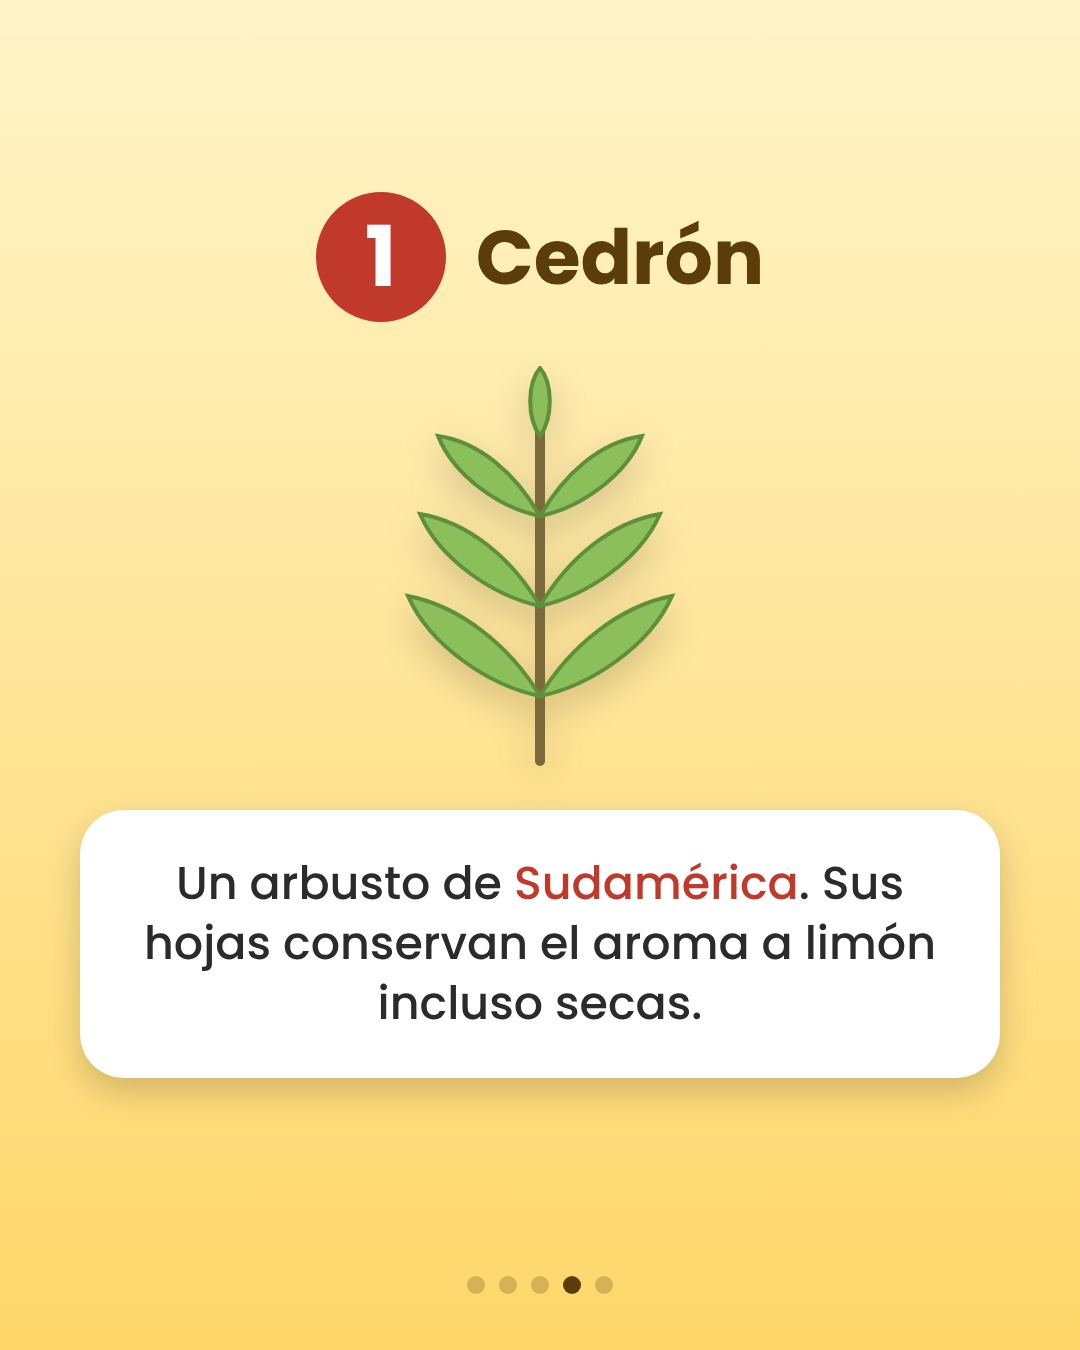 1 Cedrón
Un arbusto de Sudamérica. Sus
hojas conservan el aroma a limón
incluso secas.